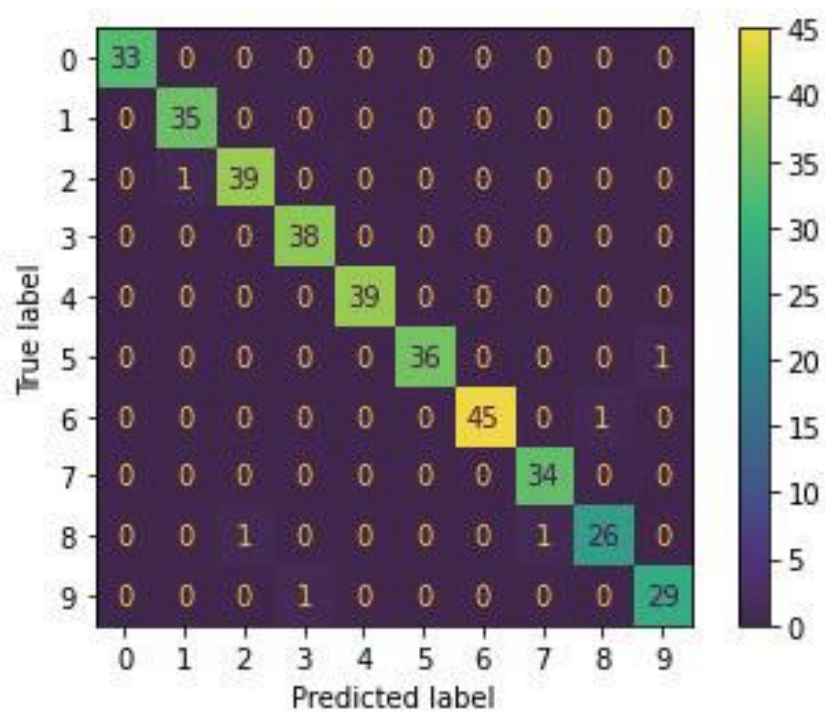 True label
0 33 0 0 0 0 0 0 0 0 0
1 0 35 0 0 0 0 0 0 0 0
2 0 1 39 0 0 0 0 0 0 0
3 0 0 0 38 0 0 0 0 0 0
4 0 0 0 0 39 0 0 0 0 0
5 0 0 0 0 0 36 0 0 0 1
6 0 0 0 0 0 0 45 0 1 0
7 0 0 0 0 0 0 0 34 0 0
8 0 0 1 0 0 0 0 1 26 0
9 0 0 0 1 0 0 0 0 0 29
0 1 2 3 4 5 6 7 8 9
Predicted label
45
40
35
30
25
20
15
10
5
0